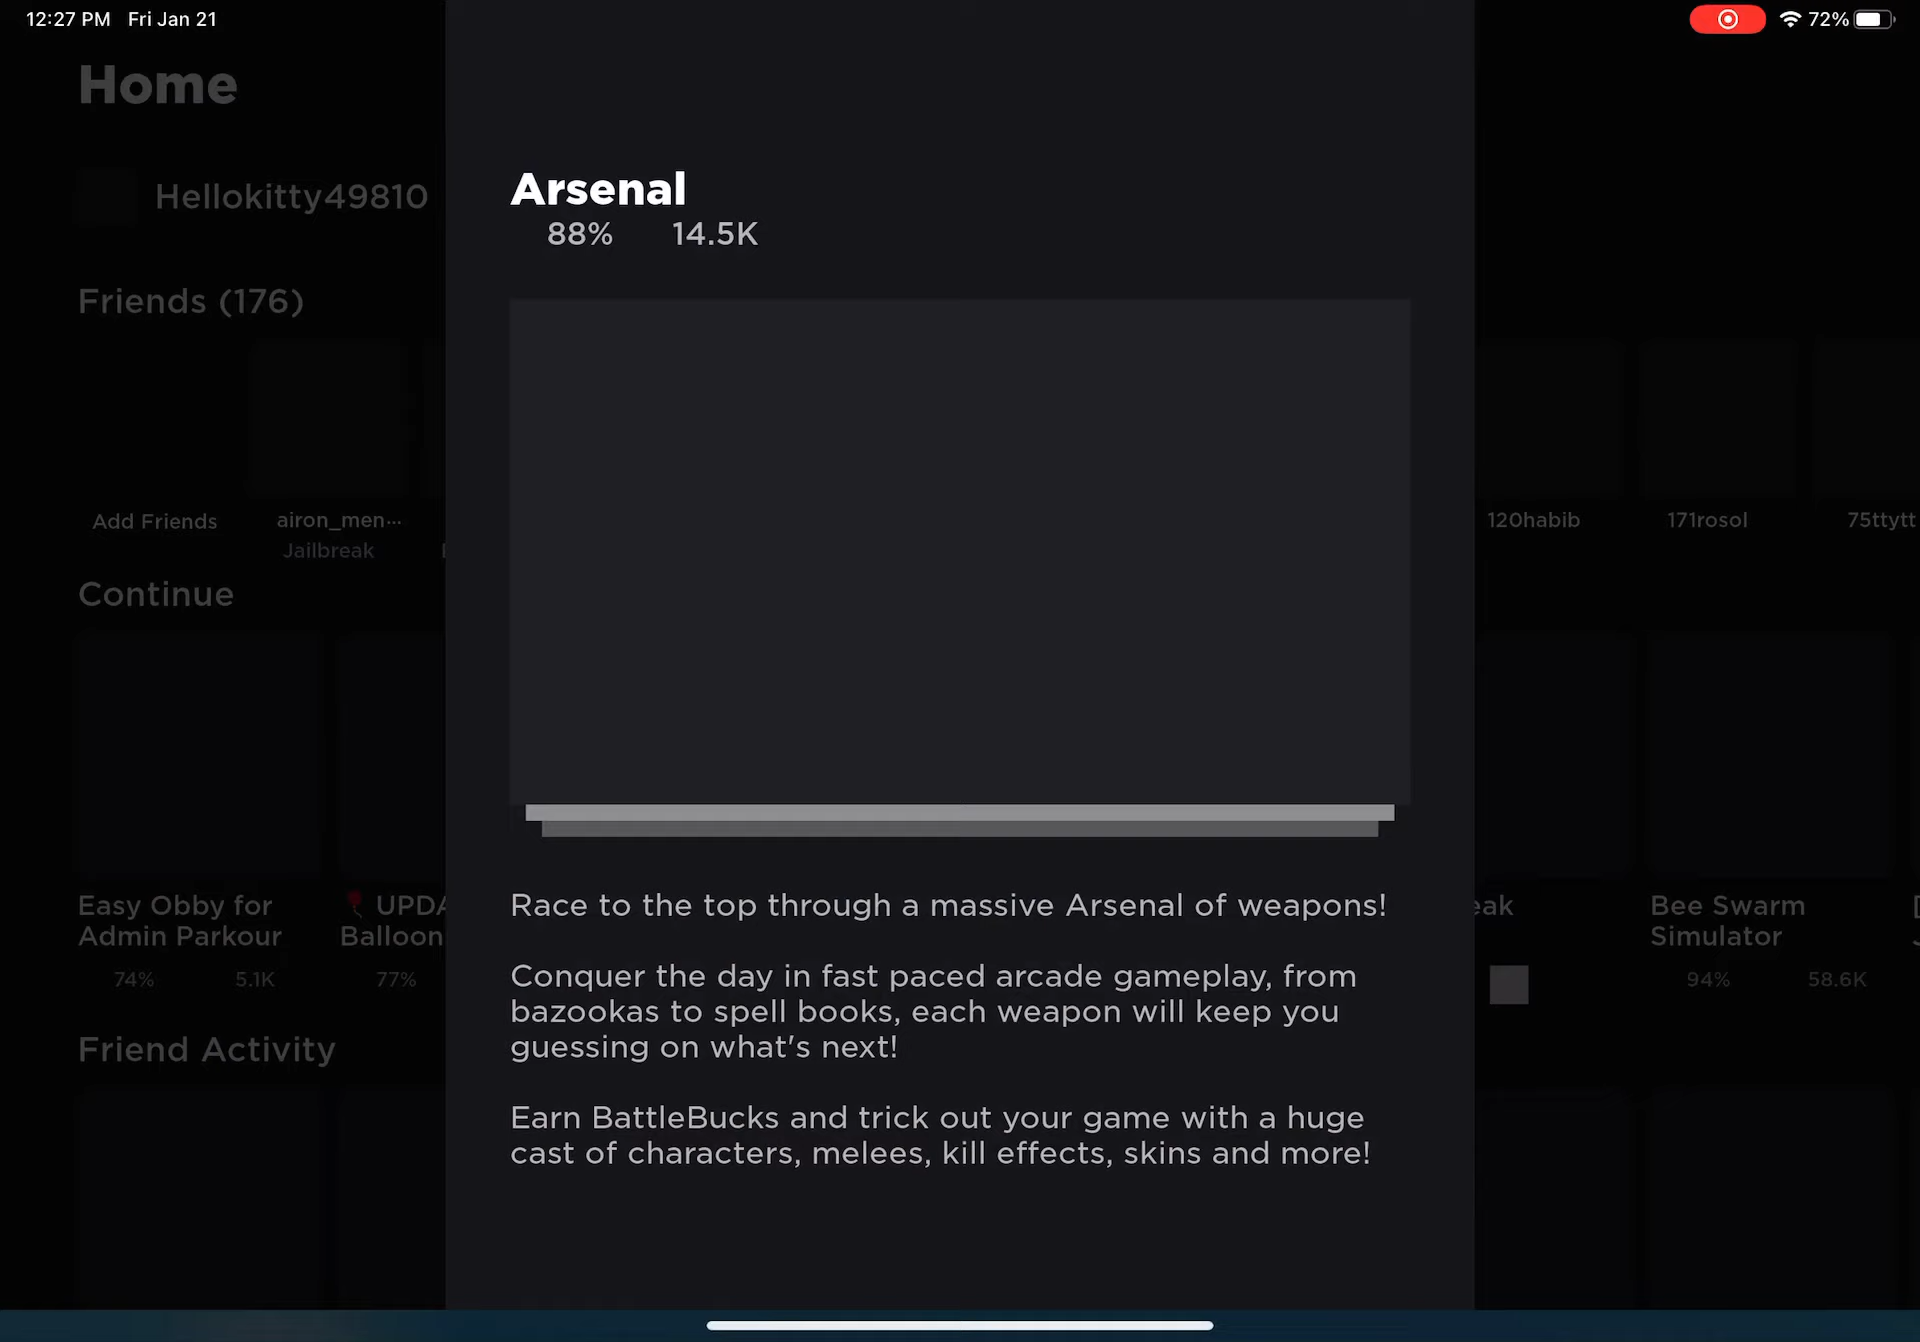 12:27 PM Fri Jan 21
72%
Home
Hellokitty49810
Friends (176)
Add Friends
airon_men...
Jailbreak
120habib
171rosol
75ttytt
Continue
Easy Obby for
Admin Parkour
74% 5.1K
UPDA
Balloon
77%
eak
Bee Swarm
Simulator
94% 58.6K
Friend Activity
Arsenal
88% 14.5K
Race to the top through a massive Arsenal of weapons!
Conquer the day in fast paced arcade gameplay, from
bazookas to spell books, each weapon will keep you
guessing on what's next!
Earn BattleBucks and trick out your game with a huge
cast of characters, melees, kill effects, skins and more!